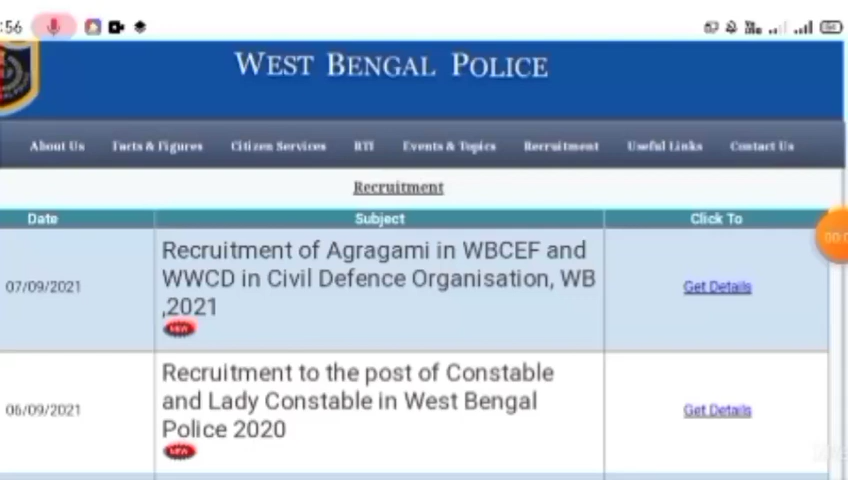 :56
WEST BENGAL POLICE
About Us Facts & Figures Citizen Services RTI Events & Topics Recruitment Useful Links Contact Us
Recruitment
Date Subject Click To
Recruitment of Agragami in WBCEF and
WWCD in Civil Defence Organisation, WB
07/09/2021 Get Details
,2021
NEW
Recruitment to the post of Constable
and Lady Constable in West Bengal
06/09/2021 Get Details
Police 2020
NEW